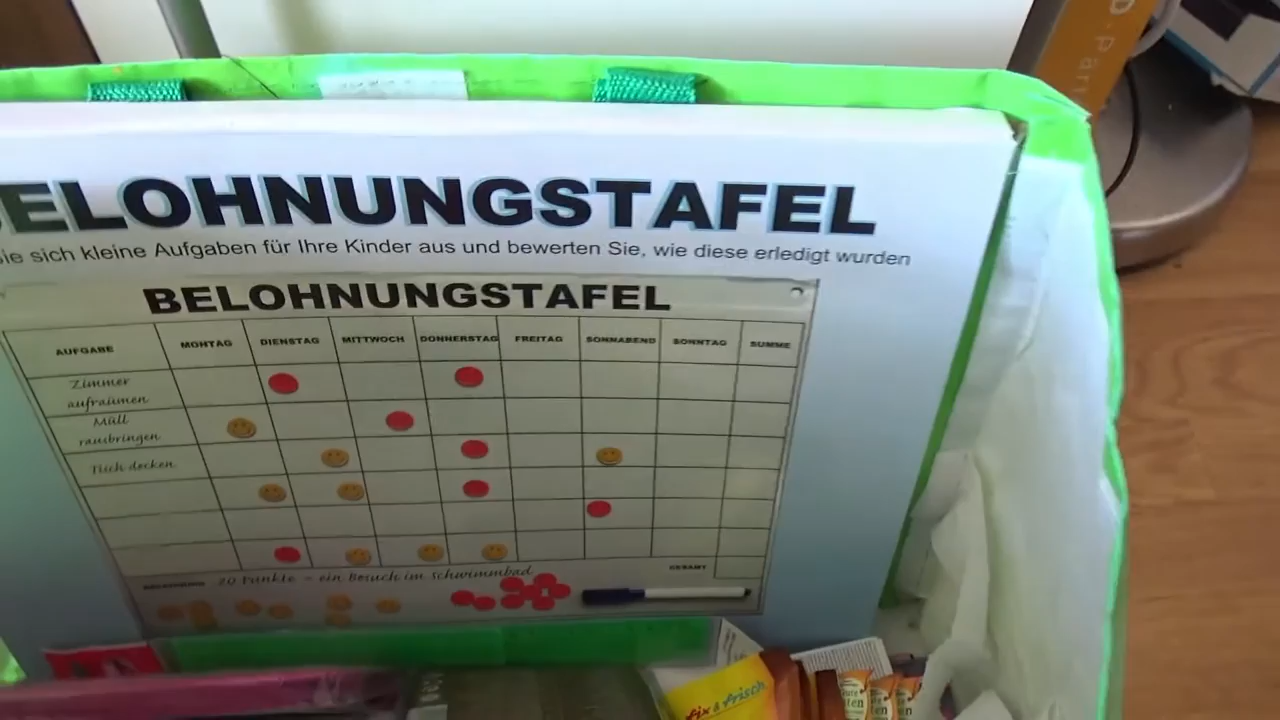 BELOHNUNGSTAFEL
Sie sich kleine Aufgaben für Ihre Kinder aus und bewerten Sie, wie diese erledigt wurden
BELOHNUNGSTAFEL
AUFGABE MONTAG DIENSTAG MITTWOCH DONNERSTAG FREITAG SONNABEND SONNTAG SUMME
Zimmer
aufräumen
Müll
rausbringen
Tisch decken
GESAMT
BELOHNUNG 20 Punkte - ein Besuch im Schwimmbad
fix & frisch